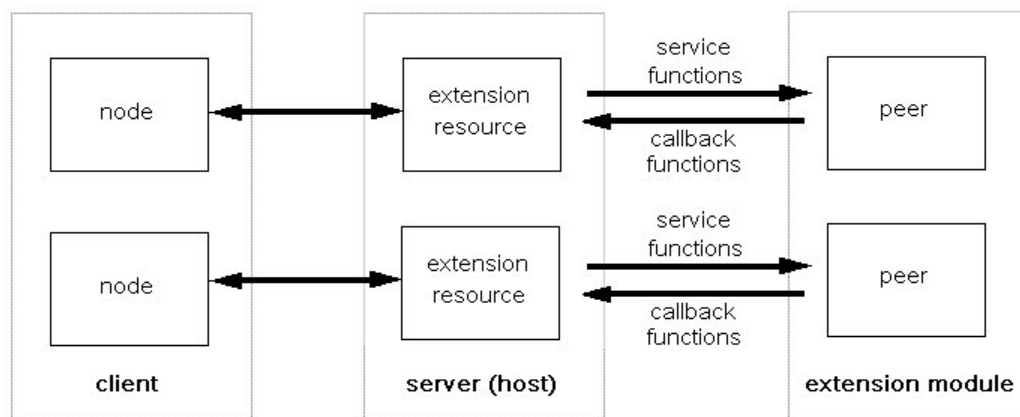 service
functions
node
extension
resource
peer
callback
functions
service
functions
node
extension
resource
peer
callback
functions
client
server (host)
extension module